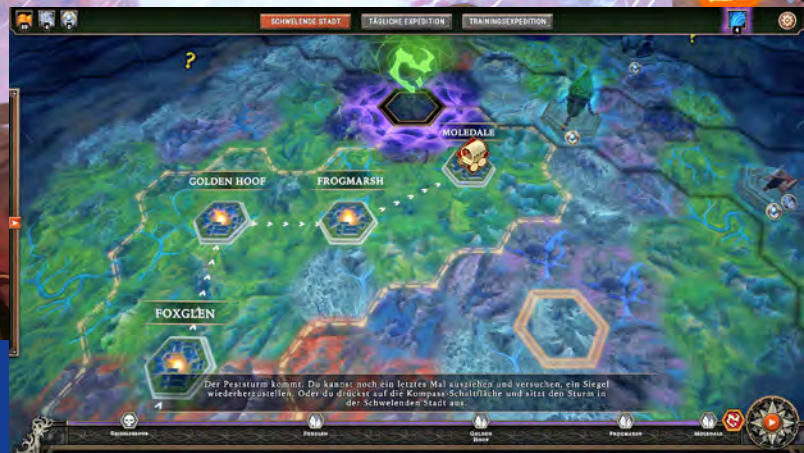 SCHWELENDE STADT
TÄGLICHE EXPEDITION
TRAININGSEXPEDITION
?
?
MOLEDALE
GOLDEN HOOF
FROGMARSH
FOXGLEN
Der Peststurm kommt. Du kannst noch ein letztes Mal ausziehen und versuchen, ein Siegel
wiederherzustellen. Oder du drückst auf die Kompass-Schaltfläche und sitzt den Sturm in
der Schwelenden Stadt aus.
FOXGLEN
GOLDEN
HOOF
FROGMARSH
MOLEDALE